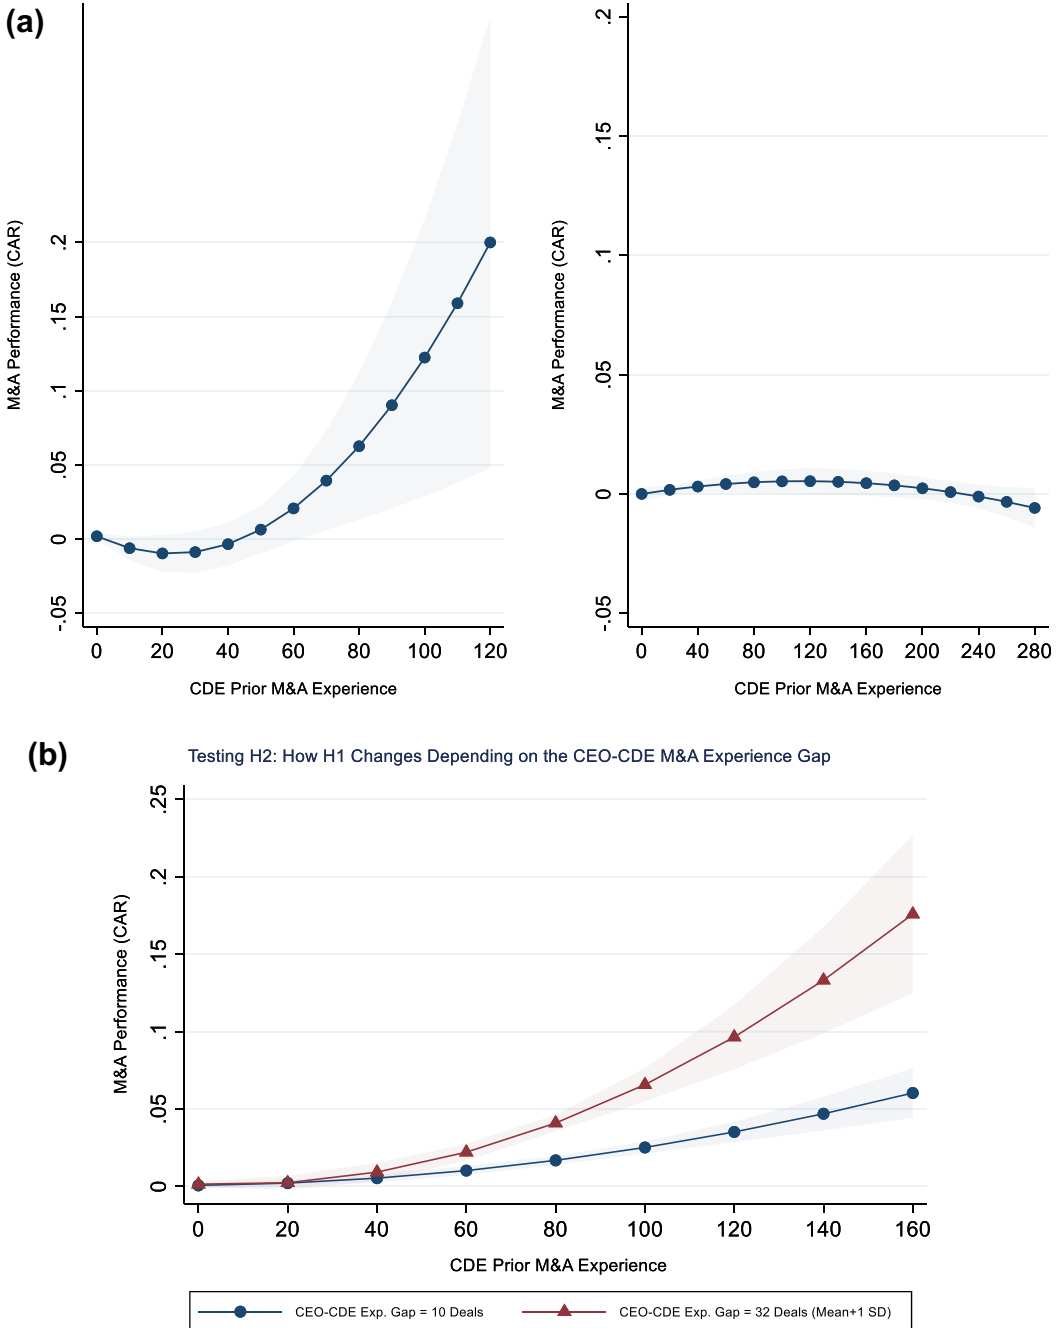 (a)
M&A Performance (CAR)
.2
.15
.1
.05
0
-.05
0 20 40 60 80 100 120
CDE Prior M&A Experience
M&A Performance (CAR)
.2
.15
.1
.05
0
-.05
0 40 80 120 160 200 240 280
CDE Prior M&A Experience
(b)
Testing H2: How H1 Changes Depending on the CEO-CDE M&A Experience Gap
M&A Performance (CAR)
.25
.2
.15
.1
.05
0
0 20 40 60 80 100 120 140 160
CDE Prior M&A Experience
CEO-CDE Exp. Gap = 10 Deals CEO-CDE Exp. Gap = 32 Deals (Mean+1 SD)